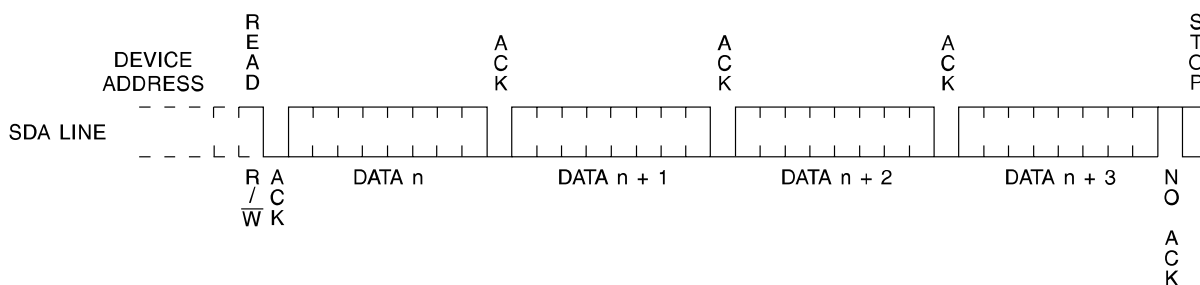 READ
DEVICE
ADDRESS
ACK
ACK
ACK
STOP
SDA LINE
R/W
ACK
DATA n
DATA n + 1
DATA n + 2
DATA n + 3
NO ACK